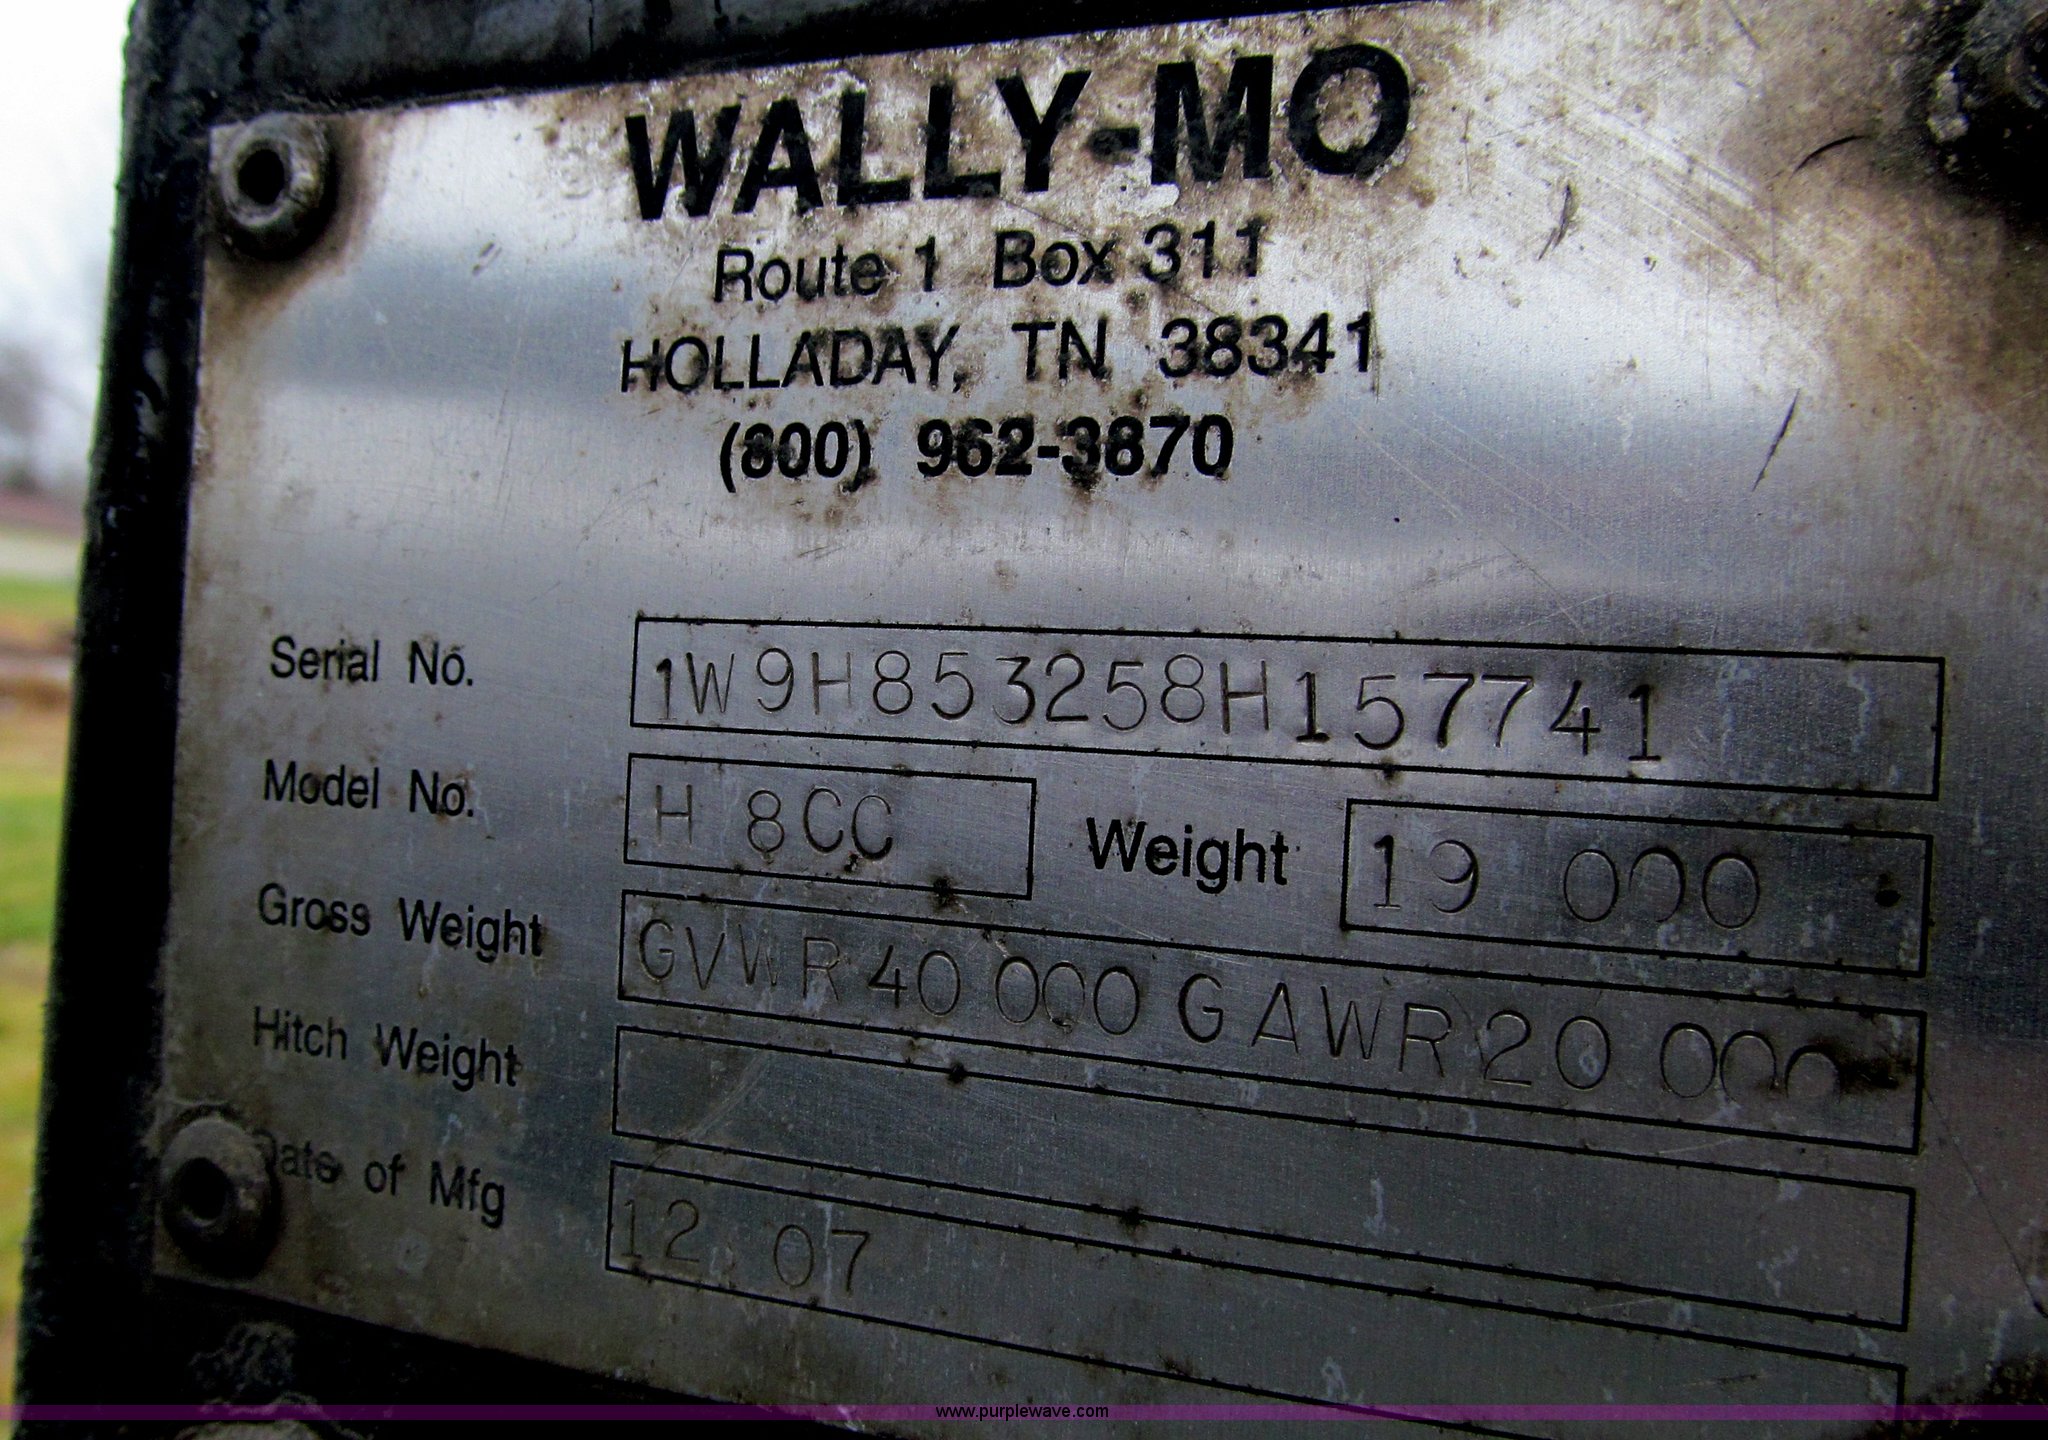 WALLY-MO
Route 1 Box 311
HOLLADAY, TN 38341
(800) 962-3870
Serial No. 1W9H853258H157741
Model No. H 8CC Weight 19 000
Gross Weight GVWR 40 000 GAWR 20 000
Hitch Weight
Date of Mfg 12 07
www.purplewave.com